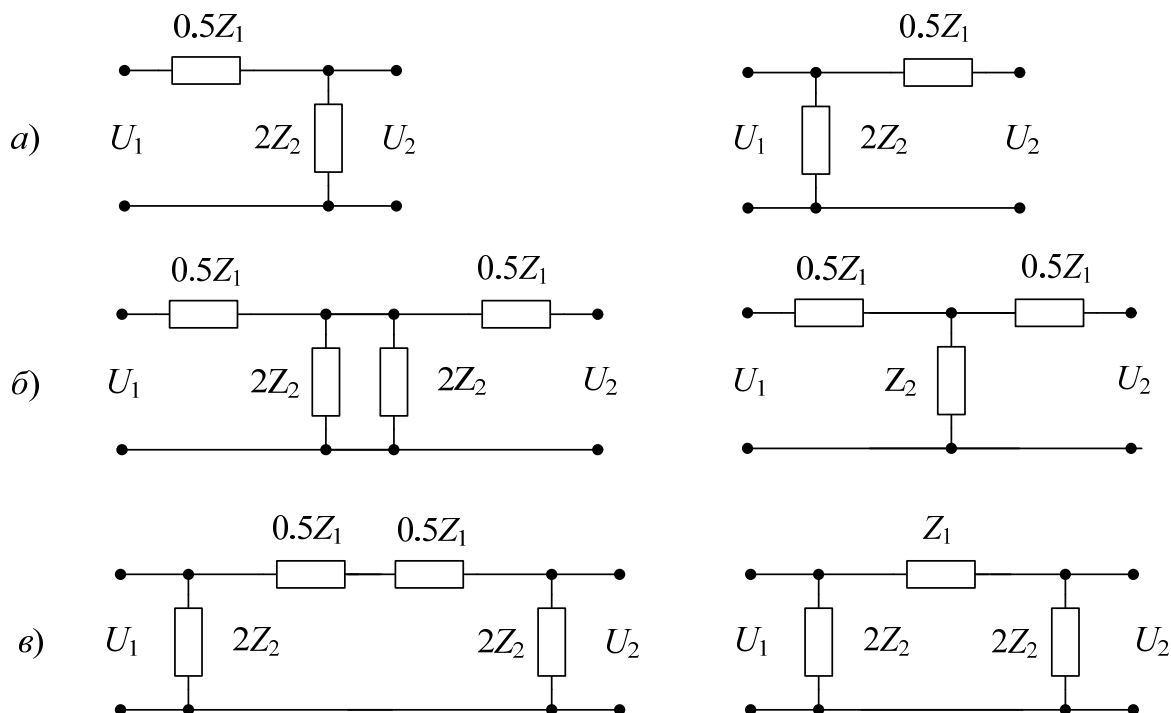 0.5Z₁ 0.5Z₁
а) U₁ 2Z₂ U₂ U₁ 2Z₂ U₂
0.5Z₁ 0.5Z₁ 0.5Z₁ 0.5Z₁
б) U₁ 2Z₂ 2Z₂ U₂ U₁ Z₂ U₂
0.5Z₁ 0.5Z₁ Z₁
в) U₁ 2Z₂ 2Z₂ U₂ U₁ 2Z₂ 2Z₂ U₂